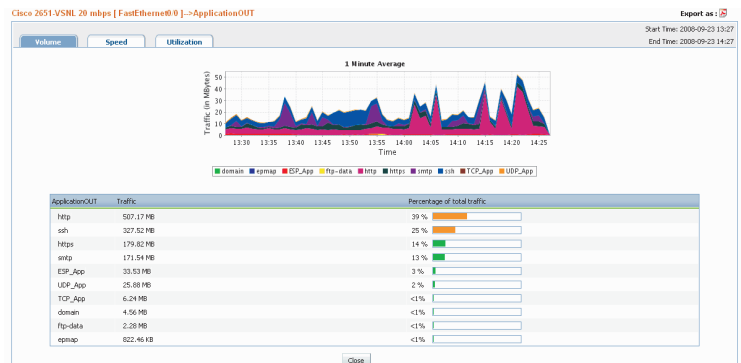 Cisco 2651-VSNL 20 mbps [ FastEthernet0/0 ]-->ApplicationOUT
Export as :
Start Time: 2008-09-23 13:27
End Time: 2008-09-23 14:27
Volume Speed Utilization
1 Minute Average
Traffic (in MBytes)
50
40
30
20
10
0
13:30 13:35 13:40 13:45 13:50 13:55 14:00 14:05 14:10 14:15 14:20 14:25
Time
domain epmap ESP_App ftp-data http https smtp ssh TCP_App UDP_App
ApplicationOUT Traffic Percentage of total traffic
http 507.17 MB 39 %
ssh 327.52 MB 25 %
https 179.82 MB 14 %
smtp 171.54 MB 13 %
ESP_App 33.53 MB 3 %
UDP_App 25.88 MB 2 %
TCP_App 6.24 MB <1%
domain 4.56 MB <1%
ftp-data 2.28 MB <1%
epmap 822.46 KB <1%
Close